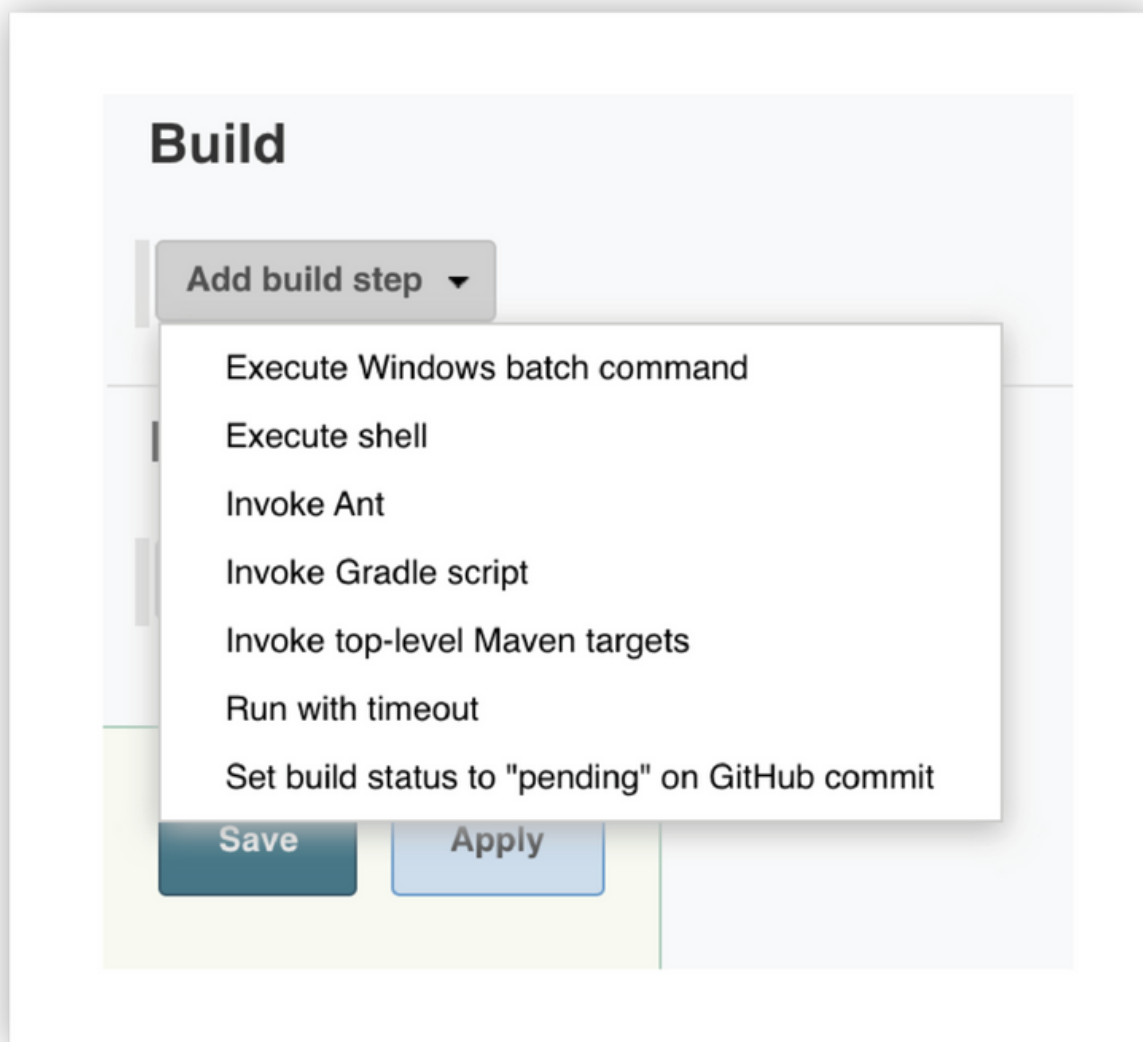 Build
Add build step
Execute Windows batch command
Execute shell
Invoke Ant
Invoke Gradle script
Invoke top-level Maven targets
Run with timeout
Set build status to "pending" on GitHub commit
Save Apply